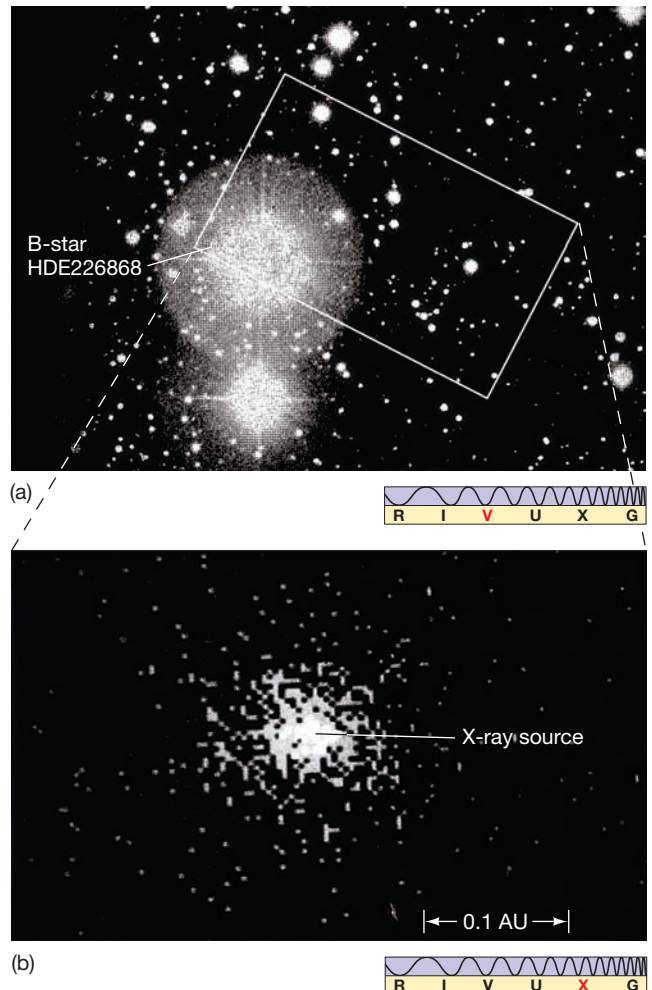 B-star
HDE226868
(a)
R I V U X G
X-ray source
0.1 AU
(b)
R I V U X G